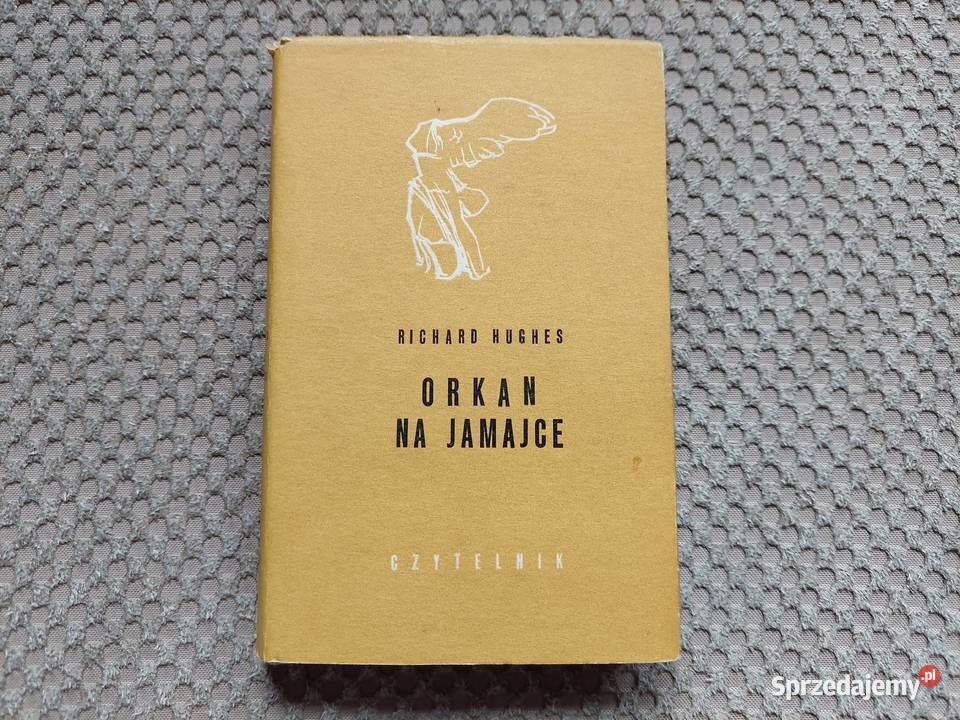 RICHARD HUGHES
ORKAN
NA JAMAJCE
CZYTELNIK
Sprzedajemy.pl